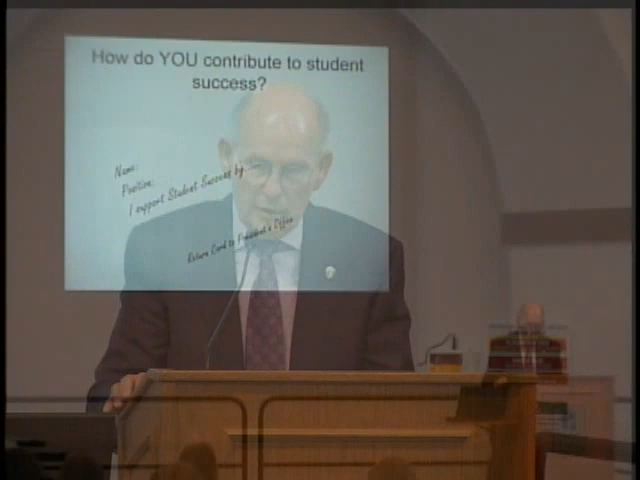 How do YOU contribute to student
success?
Name:
Position:
I support Student Success by
Return Card to President's Office